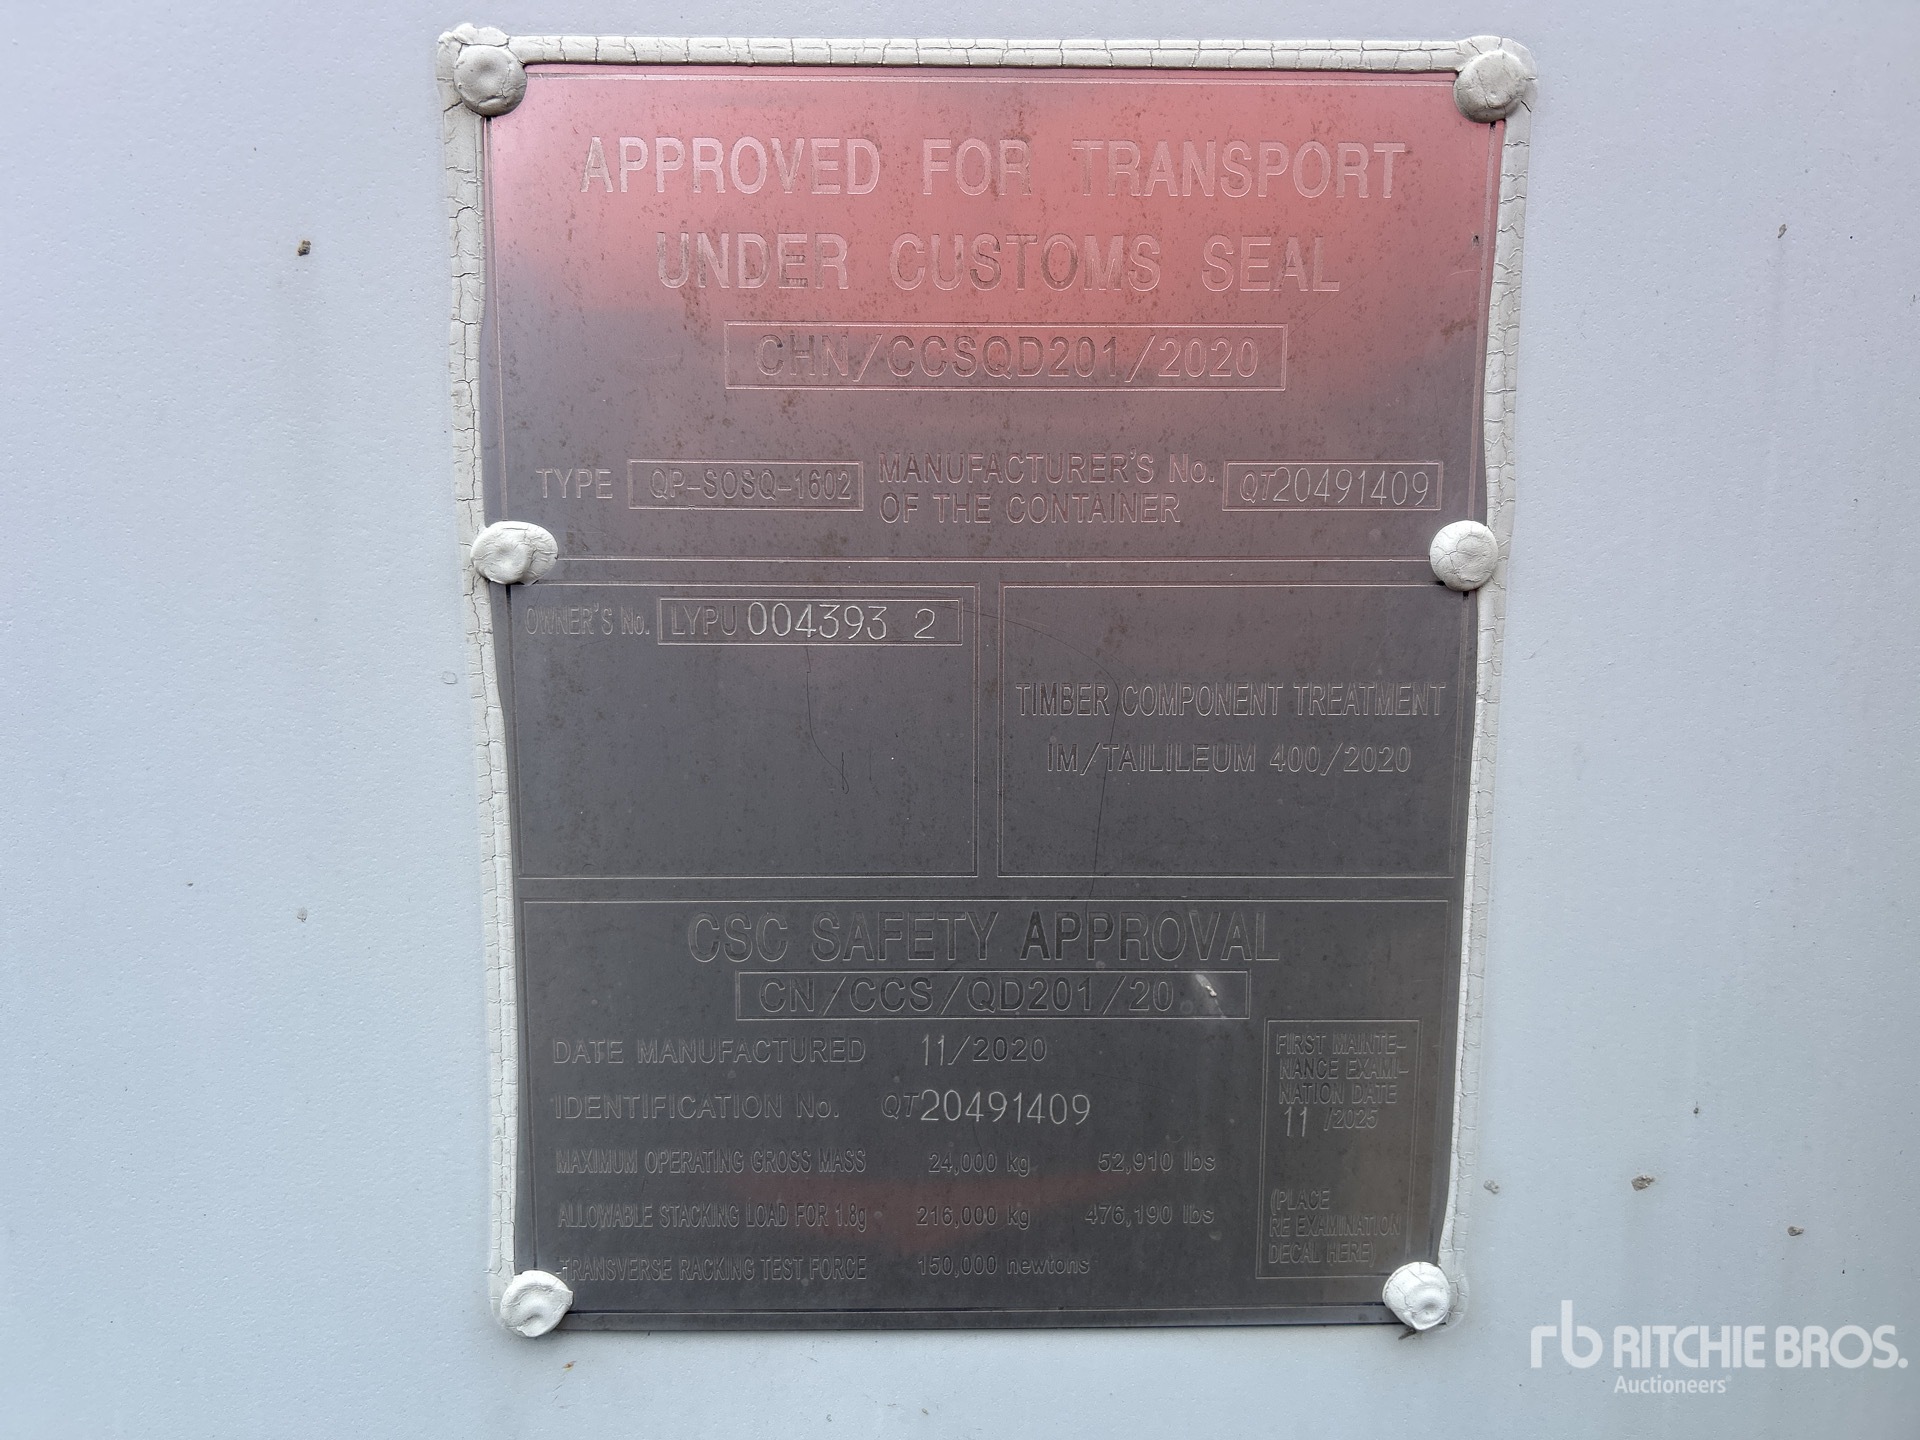 APPROVED FOR TRANSPORT
UNDER CUSTOMS SEAL
CHN/CCSQD201/2020
TYPE QP-SOSQ-1602 MANUFACTURER'S No. OF THE CONTAINER QT20491409
OWNER'S No. LYPU 004393 2
TIMBER COMPONENT TREATMENT
IM/TAILILEUM 400/2020
CSC SAFETY APPROVAL
CN/CCS/QD201/20
DATE MANUFACTURED 11/2020
IDENTIFICATION No. QT20491409
MAXIMUM OPERATING GROSS MASS 24,000 kg 52,910 lbs
ALLOWABLE STACKING LOAD FOR 1.8g 216,000 kg 476,190 lbs
TRANSVERSE RACKING TEST FORCE 150,000 newtons
FIRST MAINTE-
NANCE EXAMI-
NATION DATE
11 /2025
(PLACE
RE EXAMINATION
DECAL HERE)
rb RITCHIE BROS.
Auctioneers